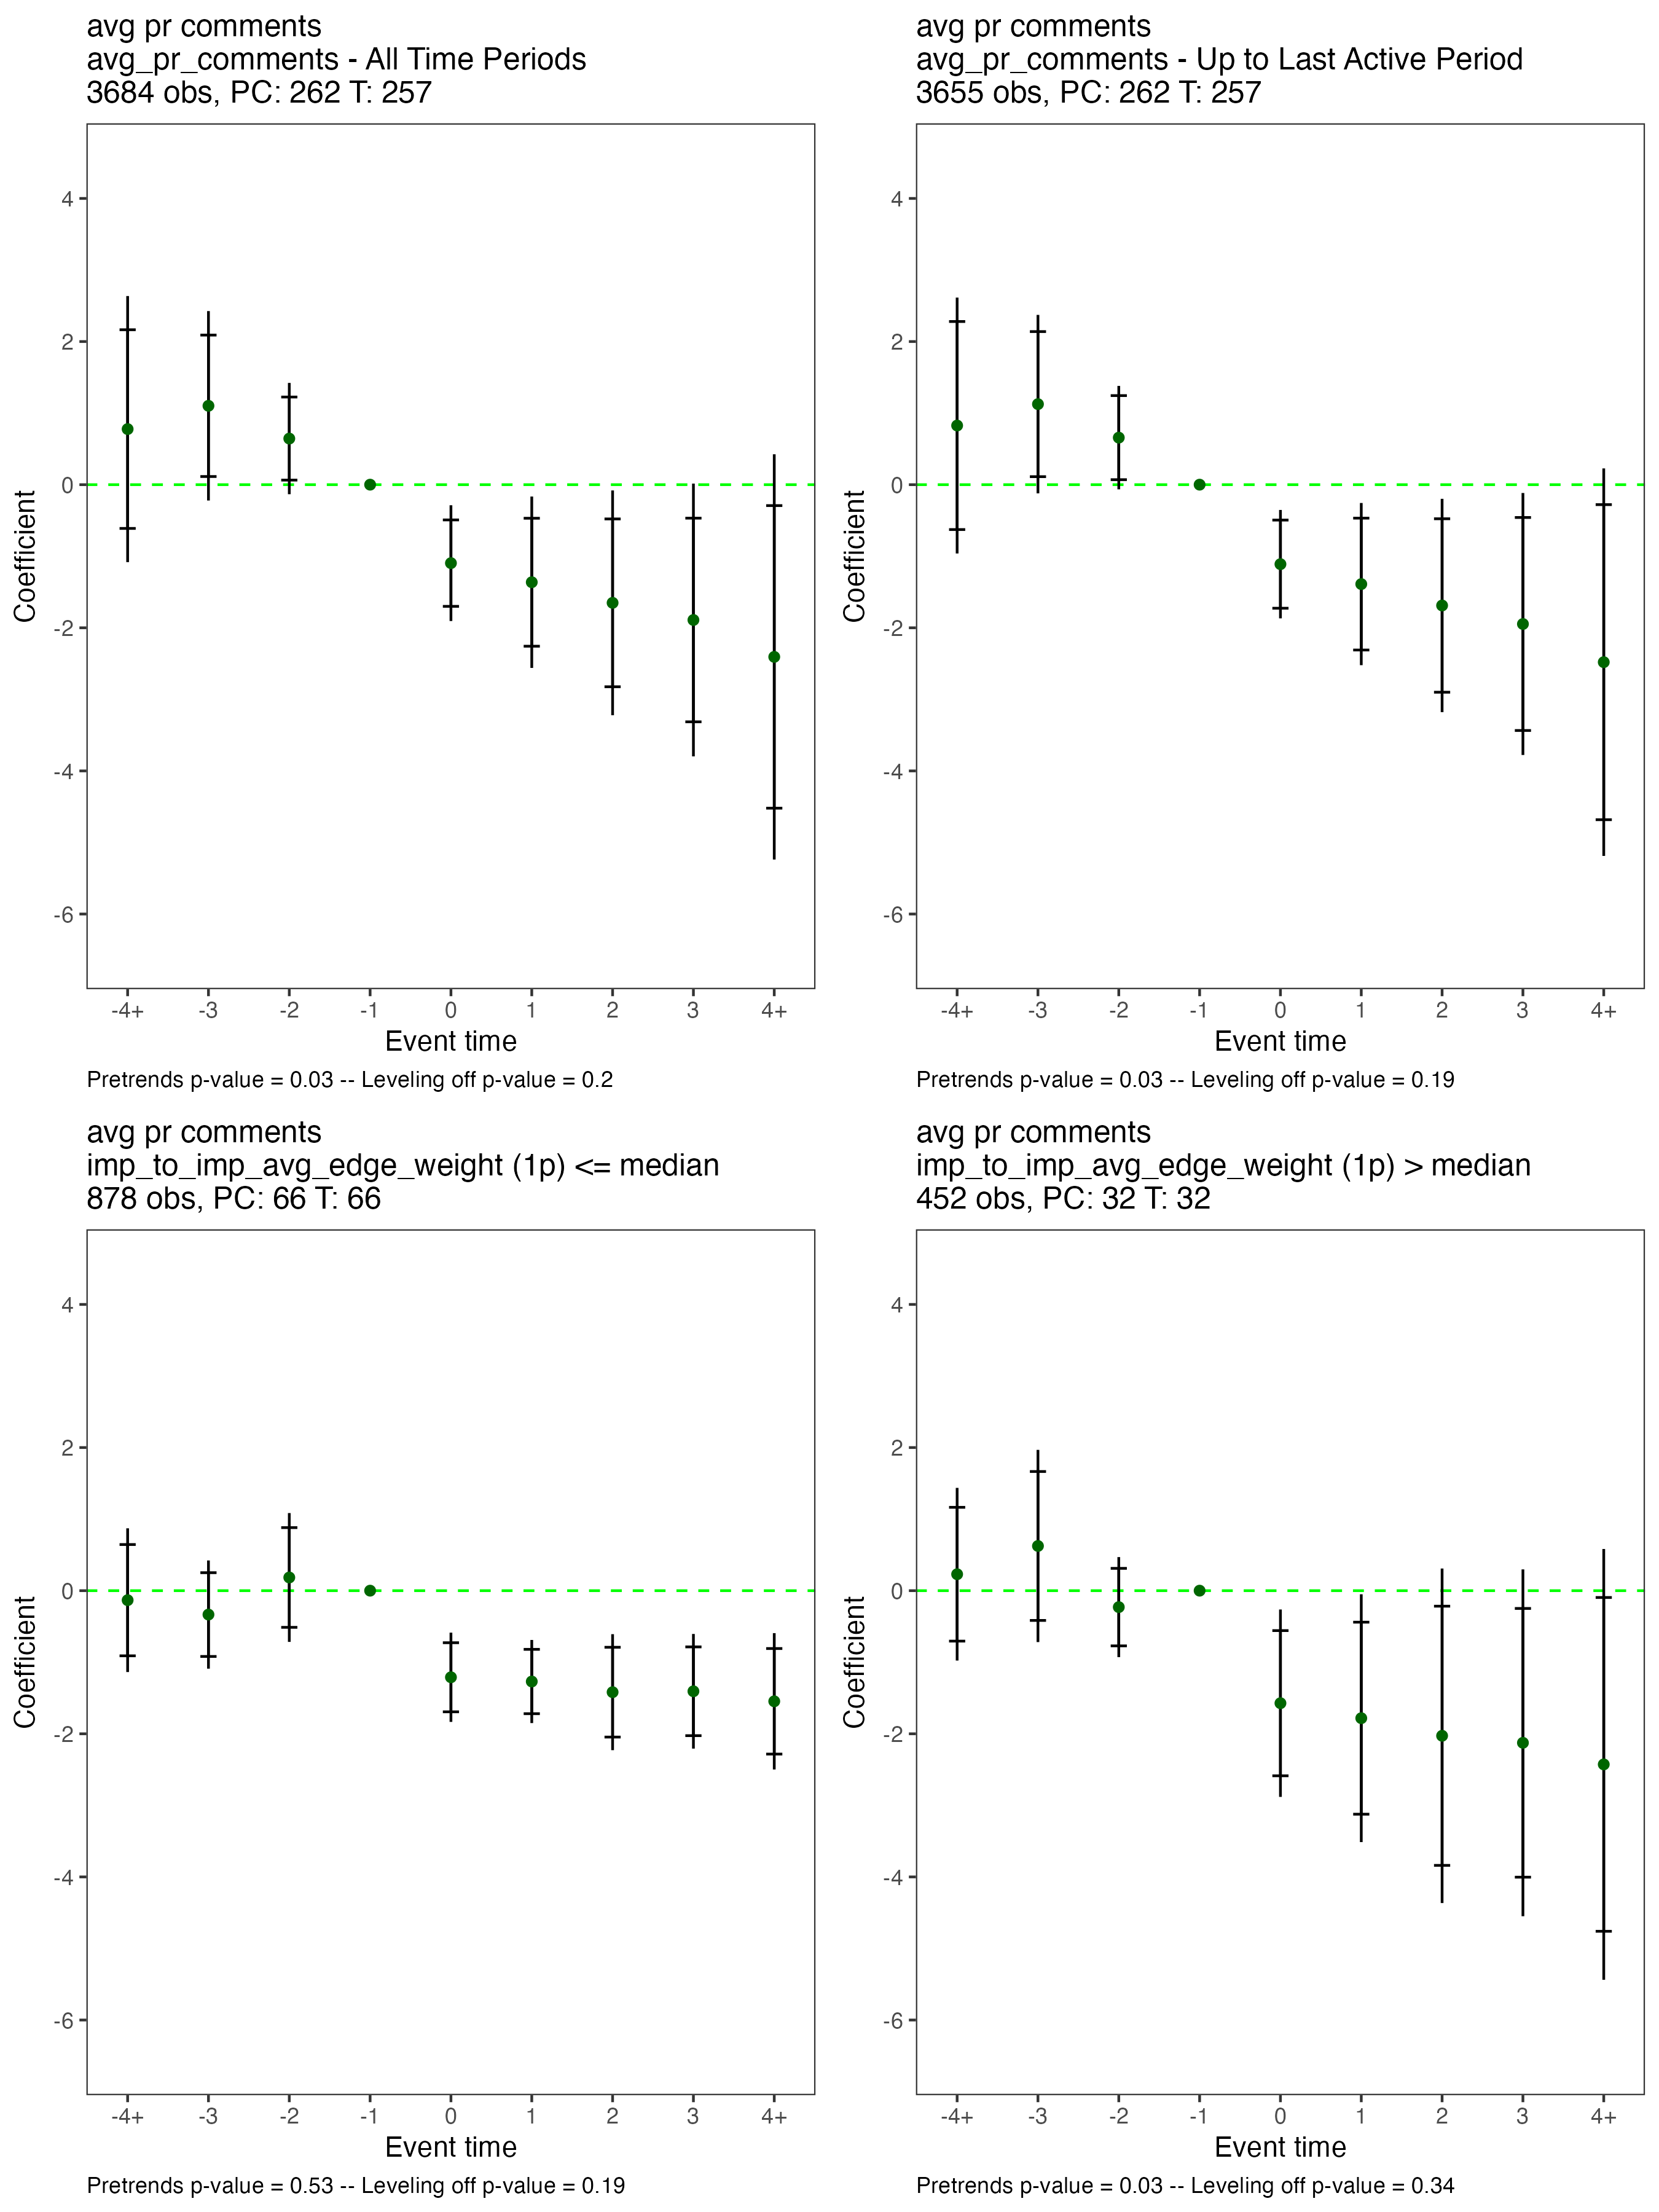 avg pr comments
avg_pr_comments - All Time Periods
3684 obs, PC: 262 T: 257
4
2
0
-2
-4
-6
Coefficient
-4+ -3 -2 -1 0 1 2 3 4+
Event time
Pretrends p-value = 0.03 -- Leveling off p-value = 0.2
avg pr comments
avg_pr_comments - Up to Last Active Period
3655 obs, PC: 262 T: 257
4
2
0
-2
-4
-6
Coefficient
-4+ -3 -2 -1 0 1 2 3 4+
Event time
Pretrends p-value = 0.03 -- Leveling off p-value = 0.19
avg pr comments
imp_to_imp_avg_edge_weight (1p) <= median
878 obs, PC: 66 T: 66
4
2
0
-2
-4
-6
Coefficient
-4+ -3 -2 -1 0 1 2 3 4+
Event time
Pretrends p-value = 0.53 -- Leveling off p-value = 0.19
avg pr comments
imp_to_imp_avg_edge_weight (1p) > median
452 obs, PC: 32 T: 32
4
2
0
-2
-4
-6
Coefficient
-4+ -3 -2 -1 0 1 2 3 4+
Event time
Pretrends p-value = 0.03 -- Leveling off p-value = 0.34